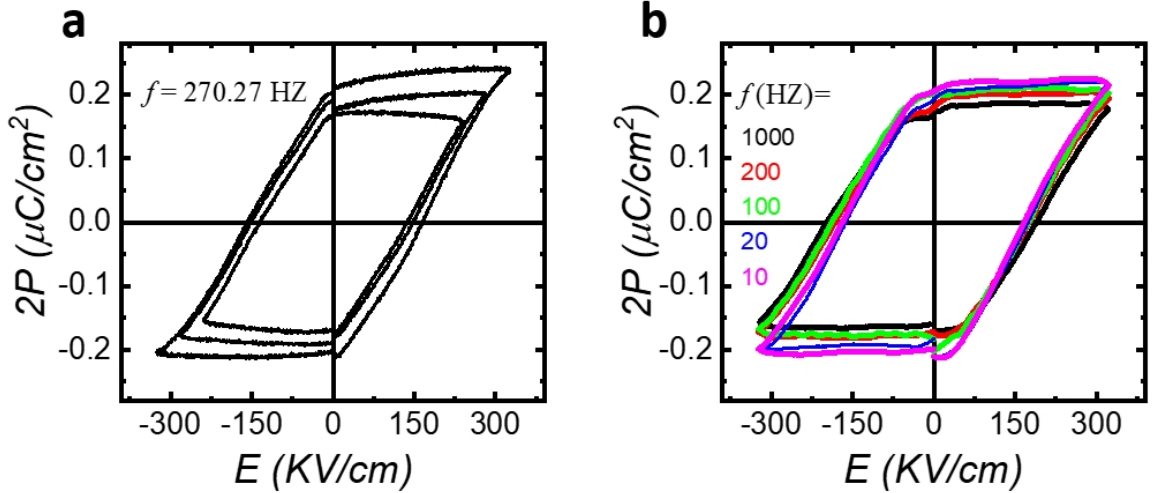 a
f = 270.27 HZ
2P (μC/cm²)
0.2
0.1
0.0
-0.1
-0.2
-300 -150 0 150 300
E (KV/cm)
b
f(HZ)=
1000
200
100
20
10
2P (μC/cm²)
0.2
0.1
0.0
-0.1
-0.2
-300 -150 0 150 300
E (KV/cm)